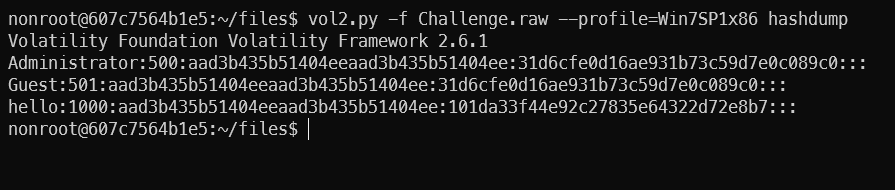 nonroot@607c7564b1e5:~/files$ vol2.py -f Challenge.raw --profile=Win7SP1x86 hashdump
Volatility Foundation Volatility Framework 2.6.1
Administrator:500:aad3b435b51404eeaad3b435b51404ee:31d6cfe0d16ae931b73c59d7e0c089c0:::
Guest:501:aad3b435b51404eeaad3b435b51404ee:31d6cfe0d16ae931b73c59d7e0c089c0:::
hello:1000:aad3b435b51404eeaad3b435b51404ee:101da33f44e92c27835e64322d72e8b7:::
nonroot@607c7564b1e5:~/files$